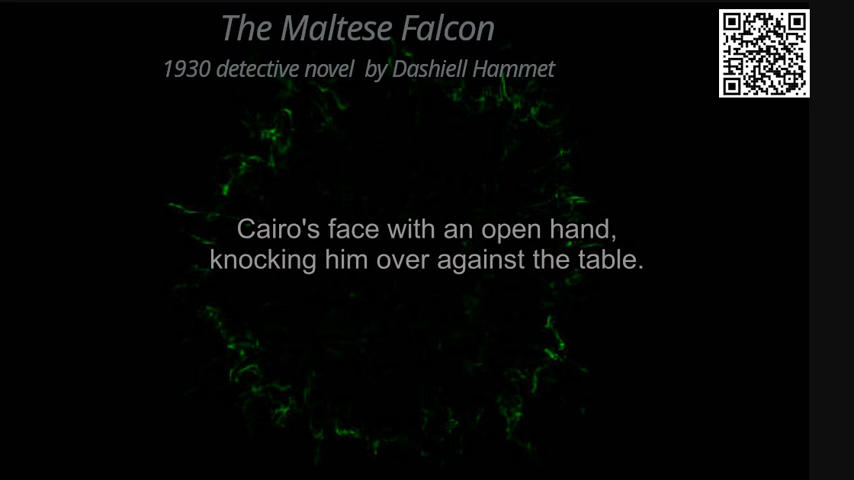 The Maltese Falcon
1930 detective novel by Dashiell Hammet
Cairo's face with an open hand,
knocking him over against the table.